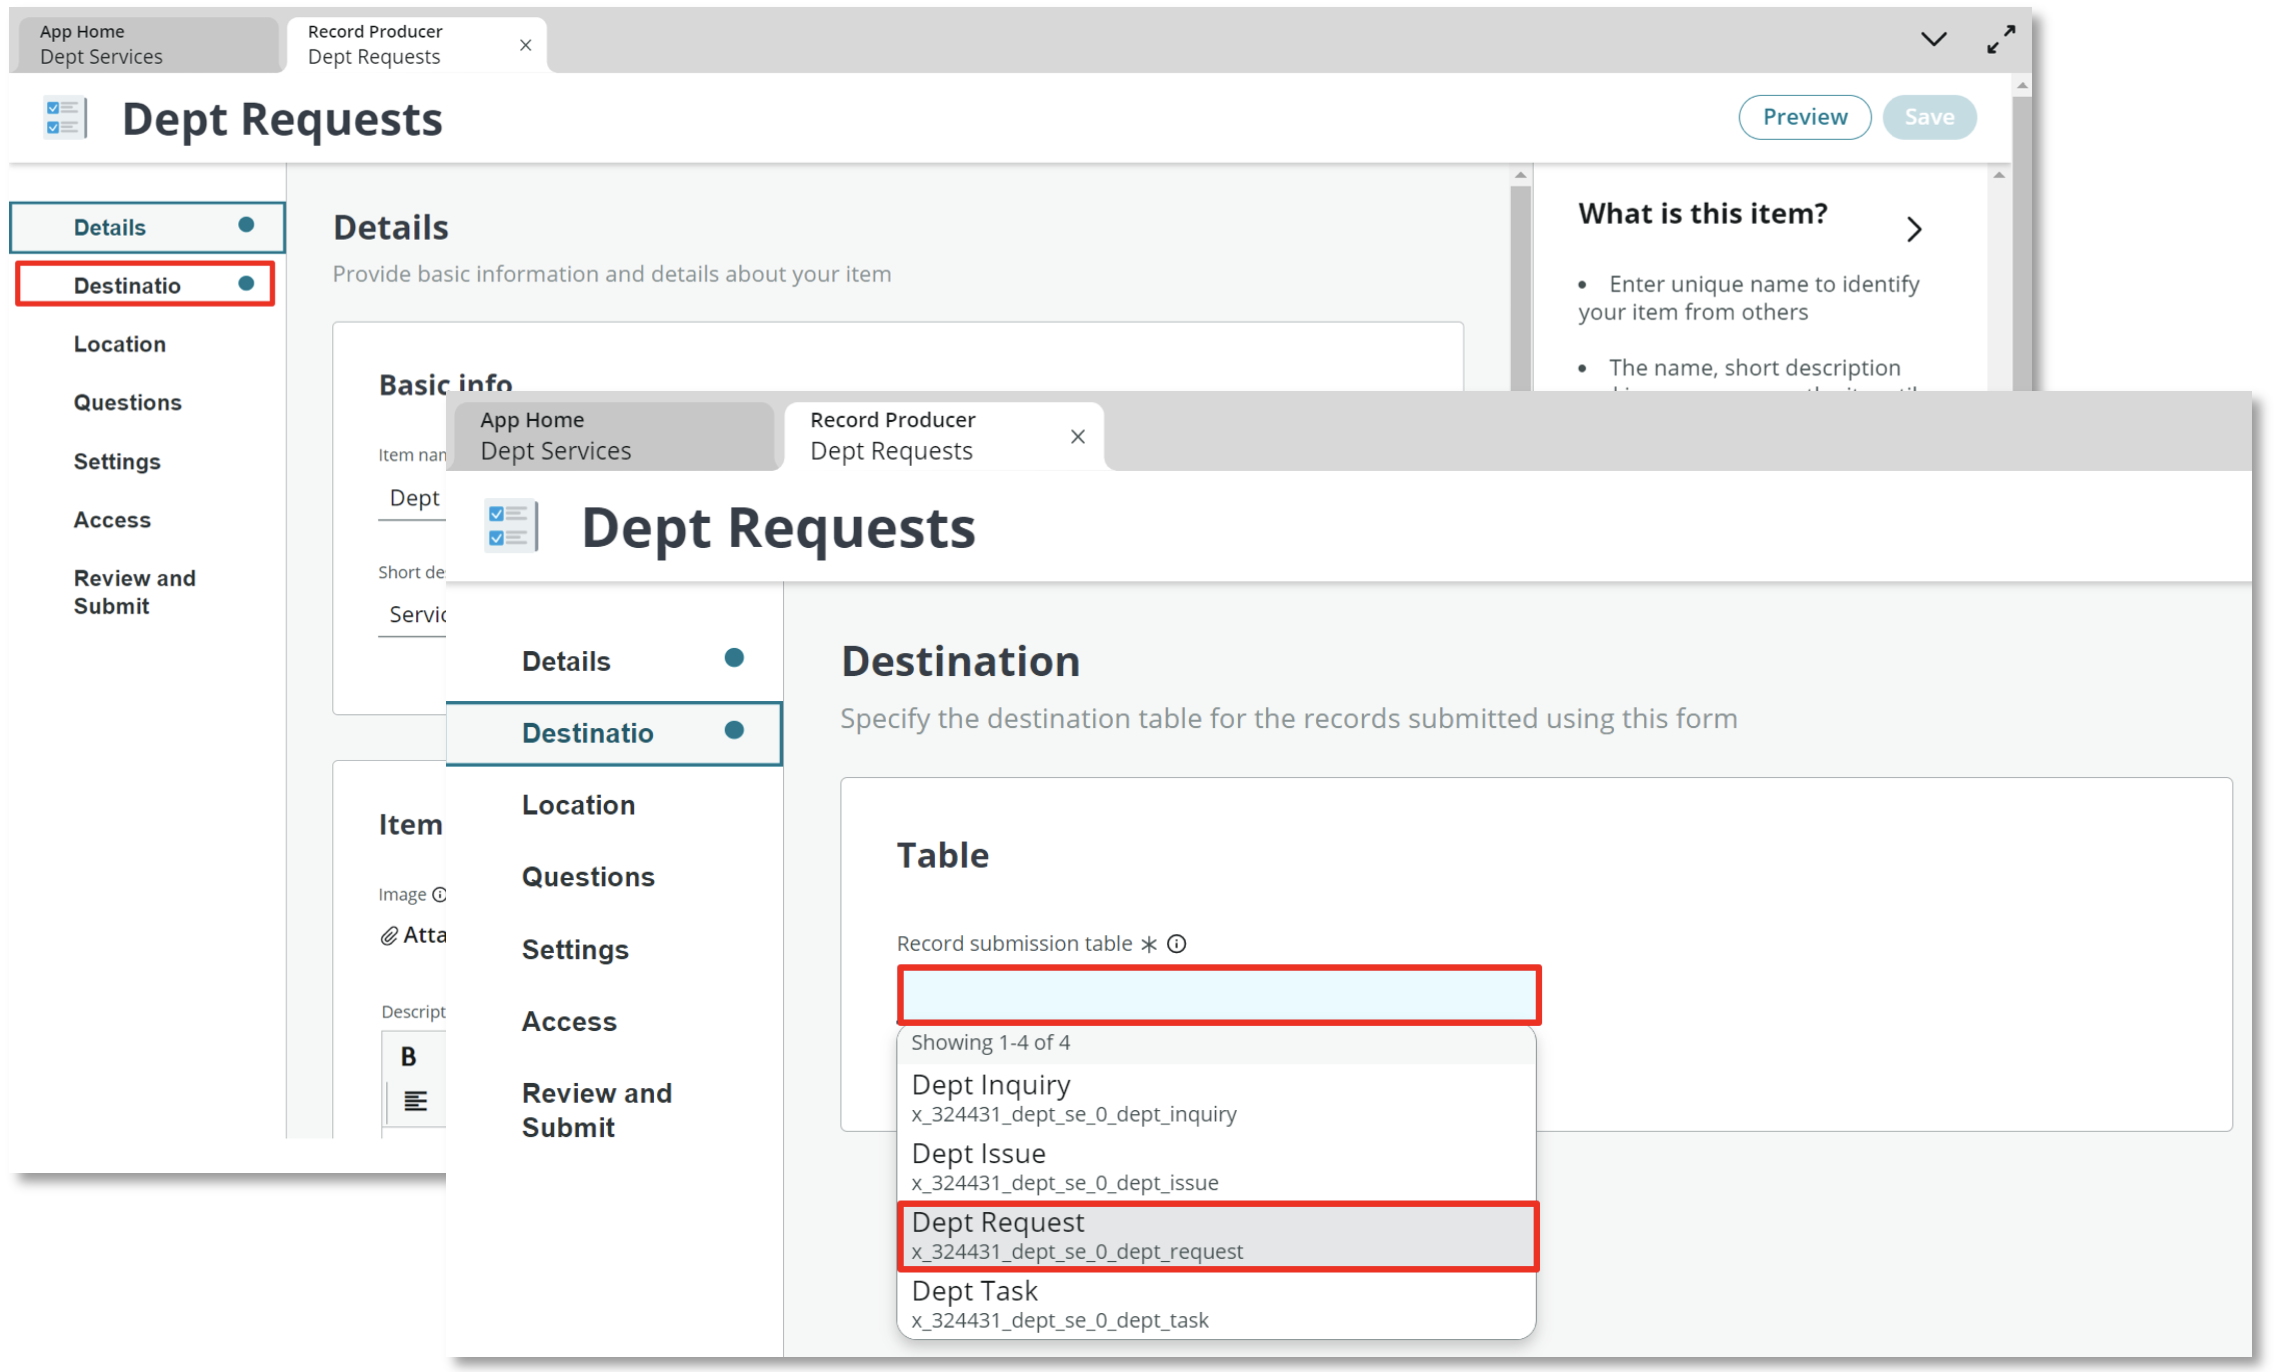 App Home
Dept Services
Record Producer
Dept Requests
Dept Requests
Preview
Save
Details
Destinatio
Location
Questions
Settings
Access
Review and
Submit
Details
Provide basic information and details about your item
Basic info
Item nam
Dept
Short de
Servic
Item
Image
Atta
Descript
B
What is this item?
• Enter unique name to identify
your item from others
• The name, short description
App Home
Dept Services
Record Producer
Dept Requests
Dept Requests
Details
Destinatio
Location
Questions
Settings
Access
Review and
Submit
Destination
Specify the destination table for the records submitted using this form
Table
Record submission table *
Showing 1-4 of 4
Dept Inquiry
x_324431_dept_se_0_dept_inquiry
Dept Issue
x_324431_dept_se_0_dept_issue
Dept Request
x_324431_dept_se_0_dept_request
Dept Task
x_324431_dept_se_0_dept_task